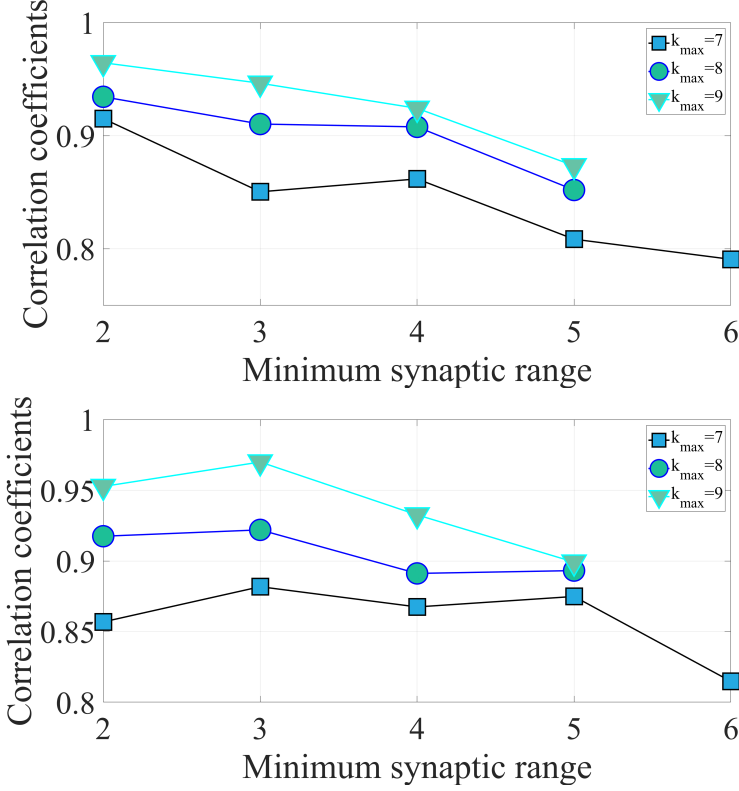 Correlation coefficients
1
0.9
0.8
2 3 4 5 6
Minimum synaptic range
k_max=7
k_max=8
k_max=9
Correlation coefficients
1
0.95
0.9
0.85
0.8
2 3 4 5 6
Minimum synaptic range
k_max=7
k_max=8
k_max=9